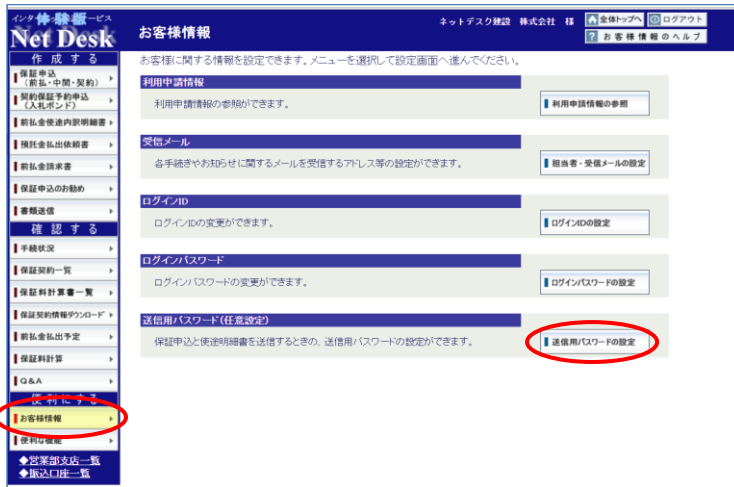 インタ体験版ービス
Net Desk
お客様情報
ネットデスク建設 株式会社 様
全体トップへ
ログアウト
? お客様情報のヘルプ
作成する
保証申込
(前払・中間・契約)
契約保証予約申込
(入札ボンド)
前払金使途内訳明細書
預託金払出依頼書
前払金請求書
保証申込のお勧め
書類送信
確認する
手続状況
保証契約一覧
保証料計算書一覧
保証契約情報ダウンロード
前払金払出予定
保証料計算
Q&A
便利にする
お客様情報
便利な機能
◆営業部支店一覧
◆振込口座一覧
お客様に関する情報を設定できます。メニューを選択して設定画面へ進んでください。
利用申請情報
利用申請情報の参照ができます。
利用申請情報の参照
受信メール
各手続きやお知らせに関するメールを受信するアドレス等の設定ができます。
担当者・受信メールの設定
ログインID
ログインIDの変更ができます。
ログインIDの設定
ログインパスワード
ログインパスワードの変更ができます。
ログインパスワードの設定
送信用パスワード(任意設定)
保証申込と使途明細書を送信するときの、送信用パスワードの設定ができます。
送信用パスワードの設定